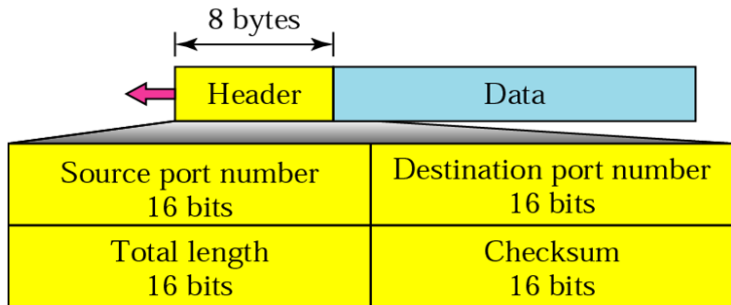 8 bytes
Header Data
Source port number Destination port number
16 bits 16 bits
Total length Checksum
16 bits 16 bits